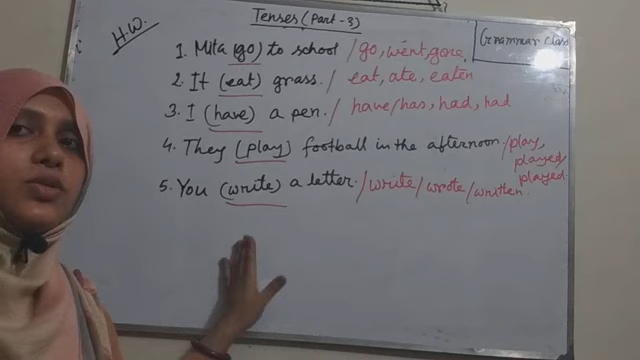 Tenses (Part-3)
H.W.
Grammar Class
1. Mita (go) to school / go, went, gone
2. It (eat) grass. / eat, ate, eaten
3. I (have) a pen. / have/has, had, had
4. They (play) football in the afternoon. / play,
played/
played.
5. You (write) a letter. / write / wrote / written